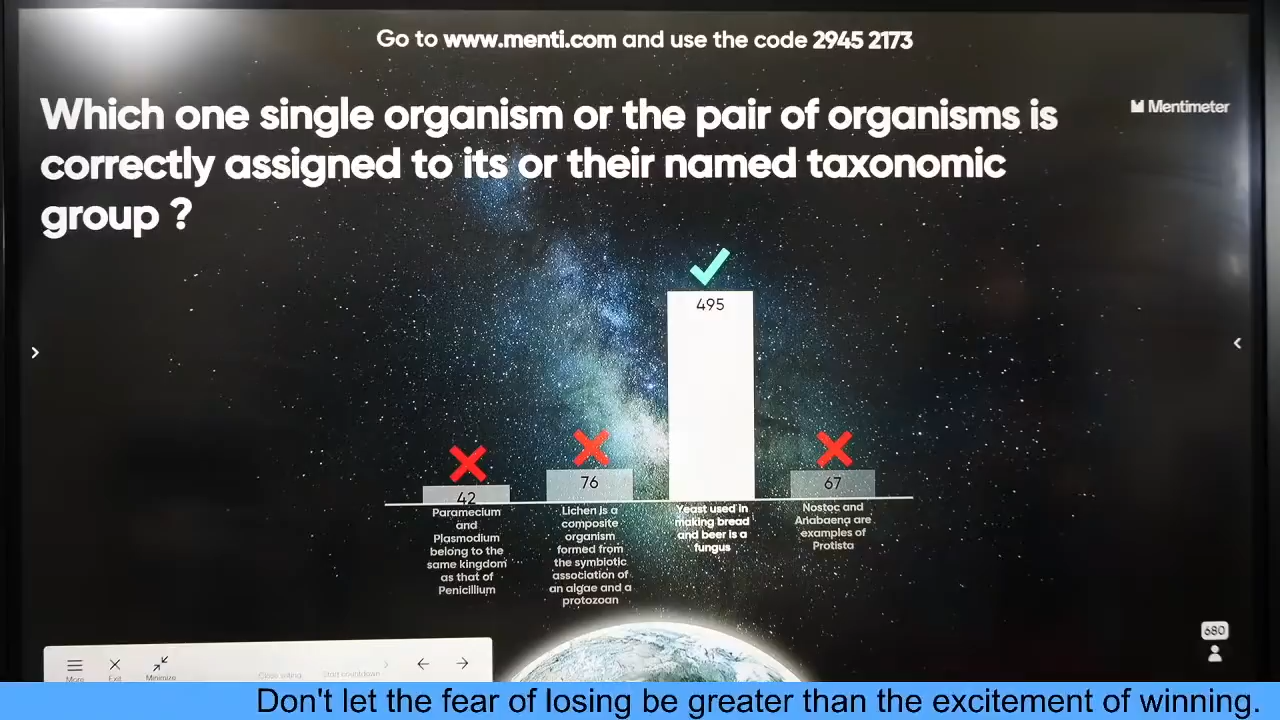 Go to www.menti.com and use the code 2945 2173
Which one single organism or the pair of organisms is
correctly assigned to its or their named taxonomic
group ?
Mentimeter
495
42
76
67
Paramecium
and
Plasmodium
belong to the
same kingdom
as that of
Penicillium
Lichen is a
composite
organism
formed from
the symbiotic
association of
an algae and a
protozoan
Yeast used in
making bread
and beer is a
fungus
Nostoc and
Anabaena are
examples of
Protista
680
More
Exit
Minimize
Close voting
Start countdown
Don't let the fear of losing be greater than the excitement of winning.